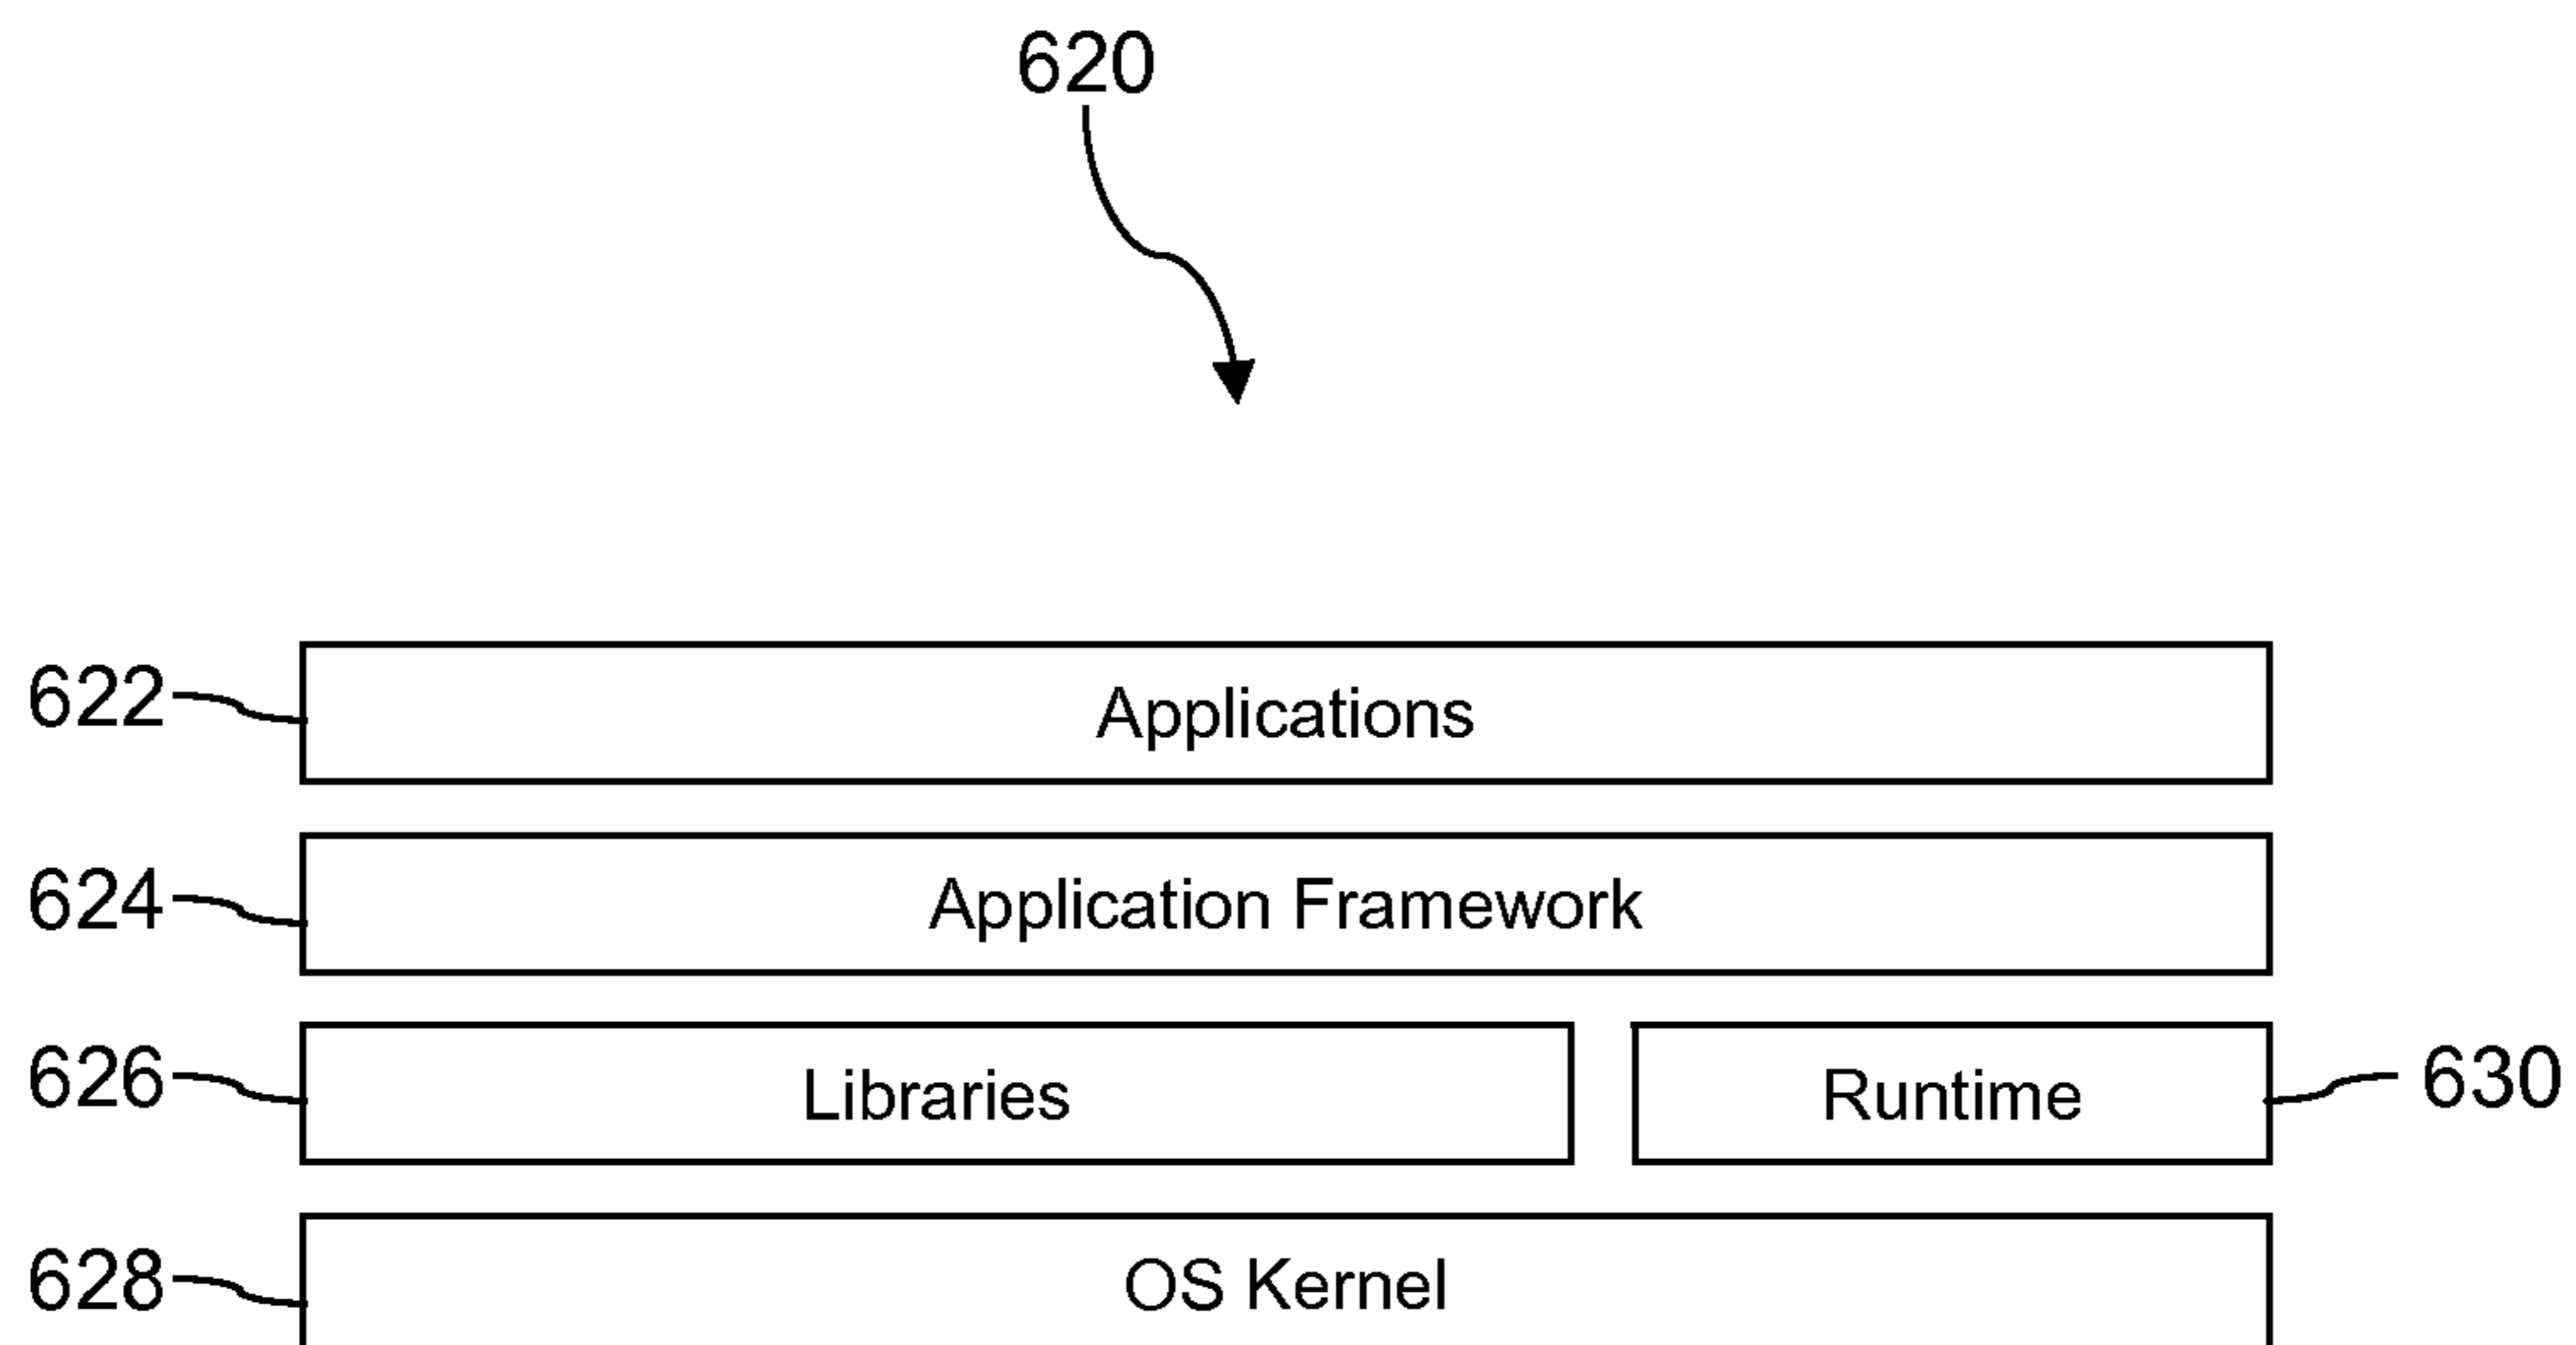 620
622 Applications
624 Application Framework
626 Libraries Runtime 630
628 OS Kernel